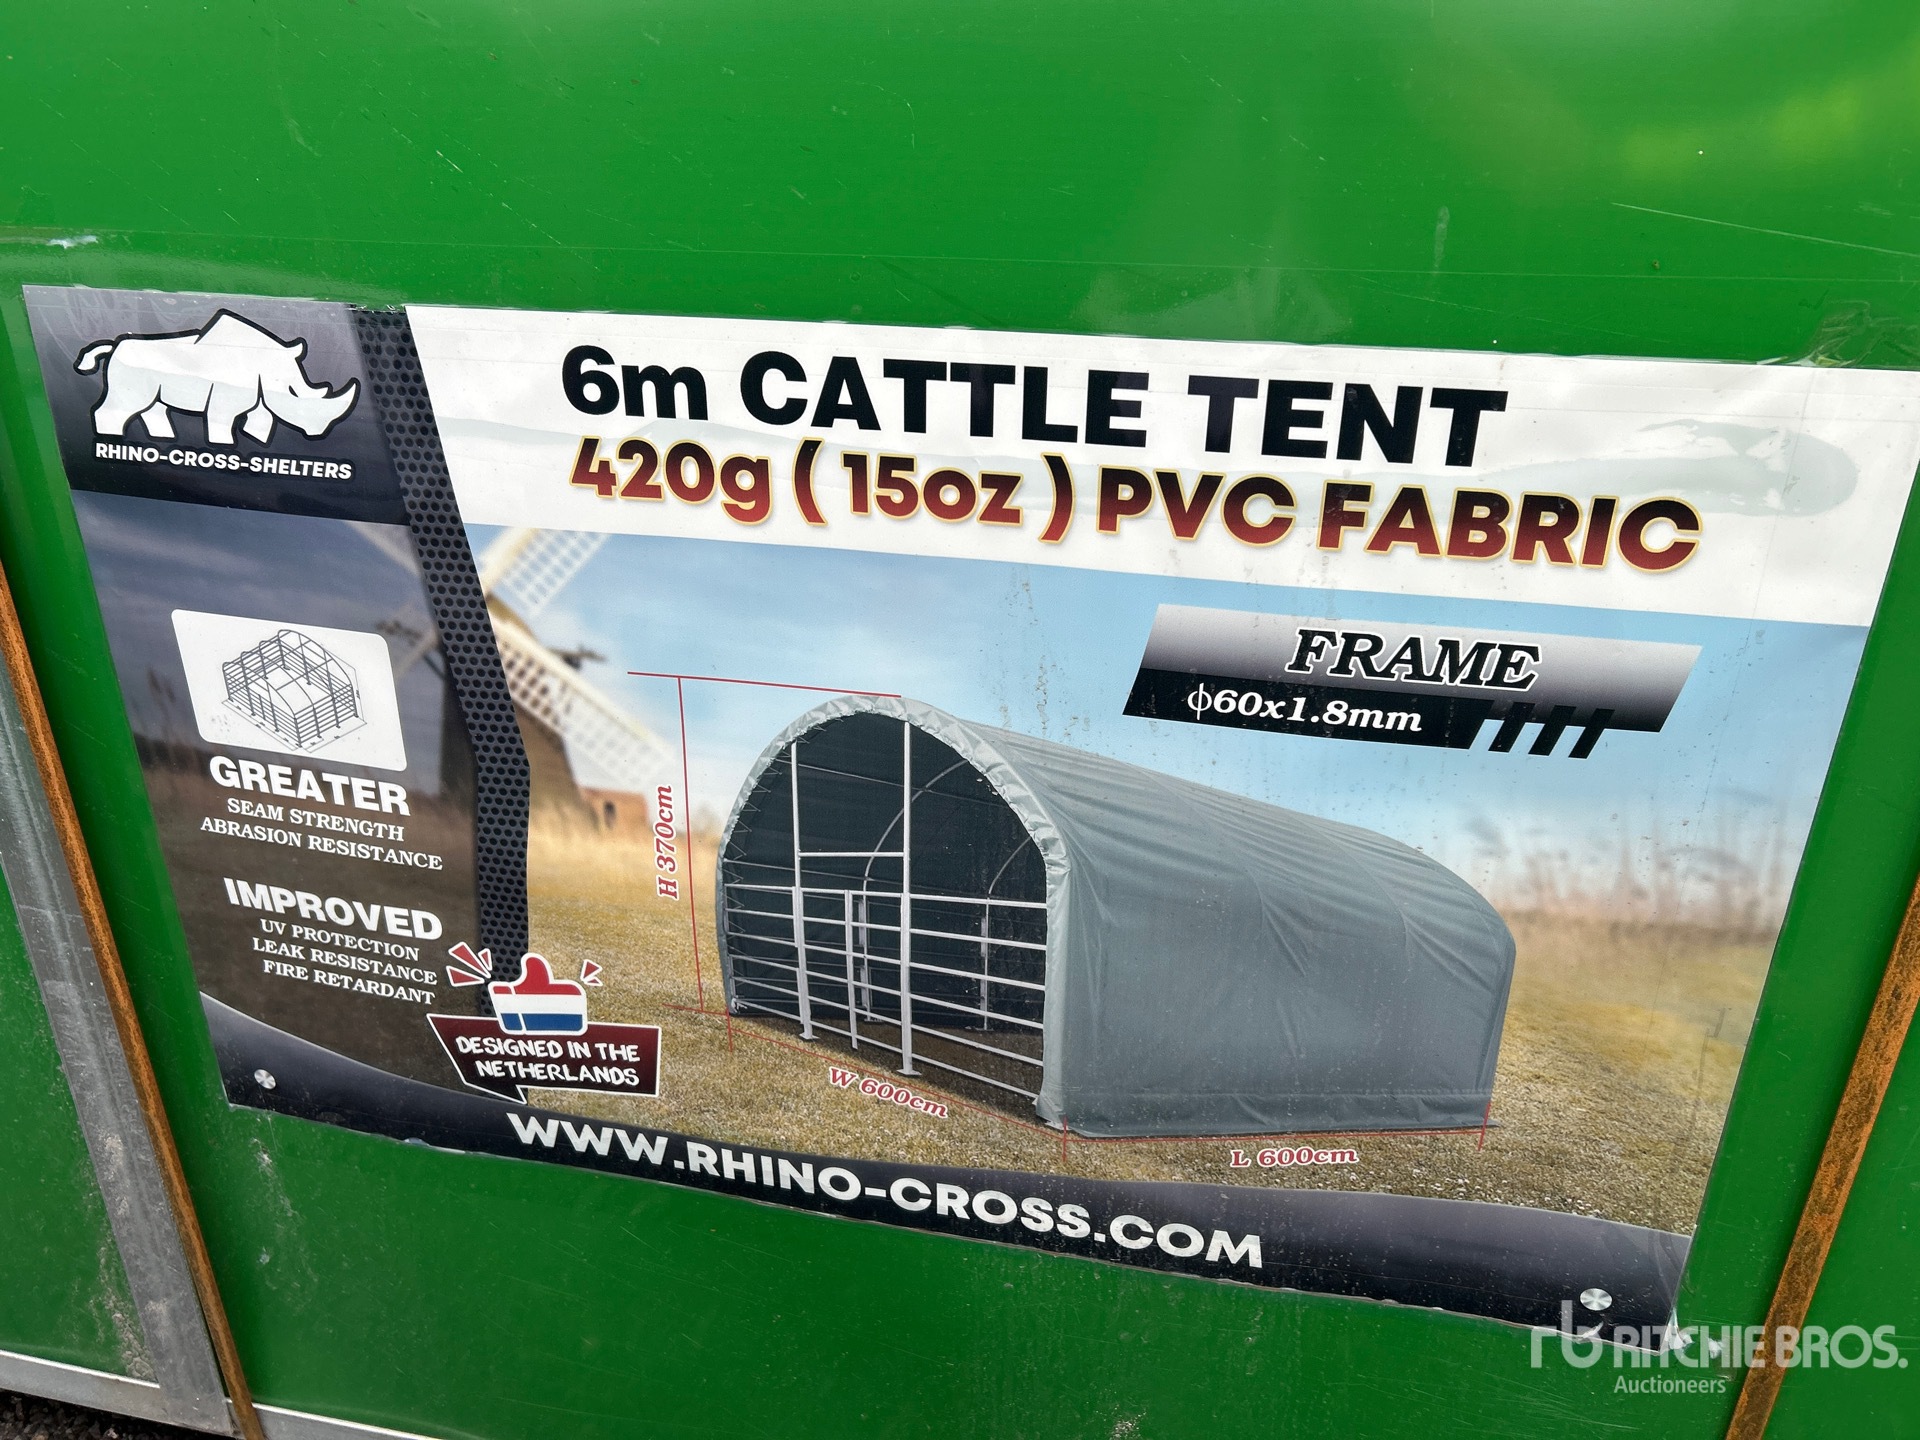 RHINO-CROSS-SHELTERS
6m CATTLE TENT
420g ( 15oz ) PVC FABRIC
FRAME
ϕ60x1.8mm
GREATER
SEAM STRENGTH
ABRASION RESISTANCE
IMPROVED
UV PROTECTION
LEAK RESISTANCE
FIRE RETARDANT
DESIGNED IN THE
NETHERLANDS
H 370cm
W 600cm
L 600cm
WWW.RHINO-CROSS.COM
rb RITCHIE BROS.
Auctioneers